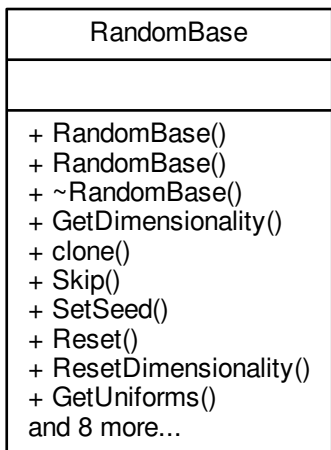 RandomBase
+ RandomBase()
+ RandomBase()
+ ~RandomBase()
+ GetDimensionality()
+ clone()
+ Skip()
+ SetSeed()
+ Reset()
+ ResetDimensionality()
+ GetUniforms()
and 8 more...